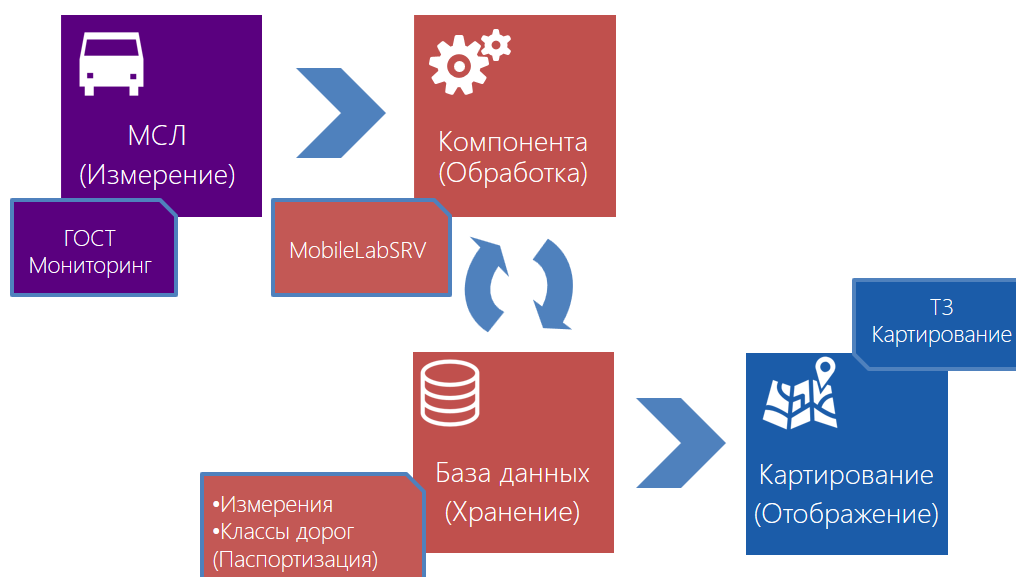 МСЛ
(Измерение)
ГОСТ
Мониторинг
Компонента
(Обработка)
MobileLabSRV
ТЗ
Картирование
База данных
(Хранение)
•Измерения
•Классы дорог
(Паспортизация)
Картирование
(Отображение)